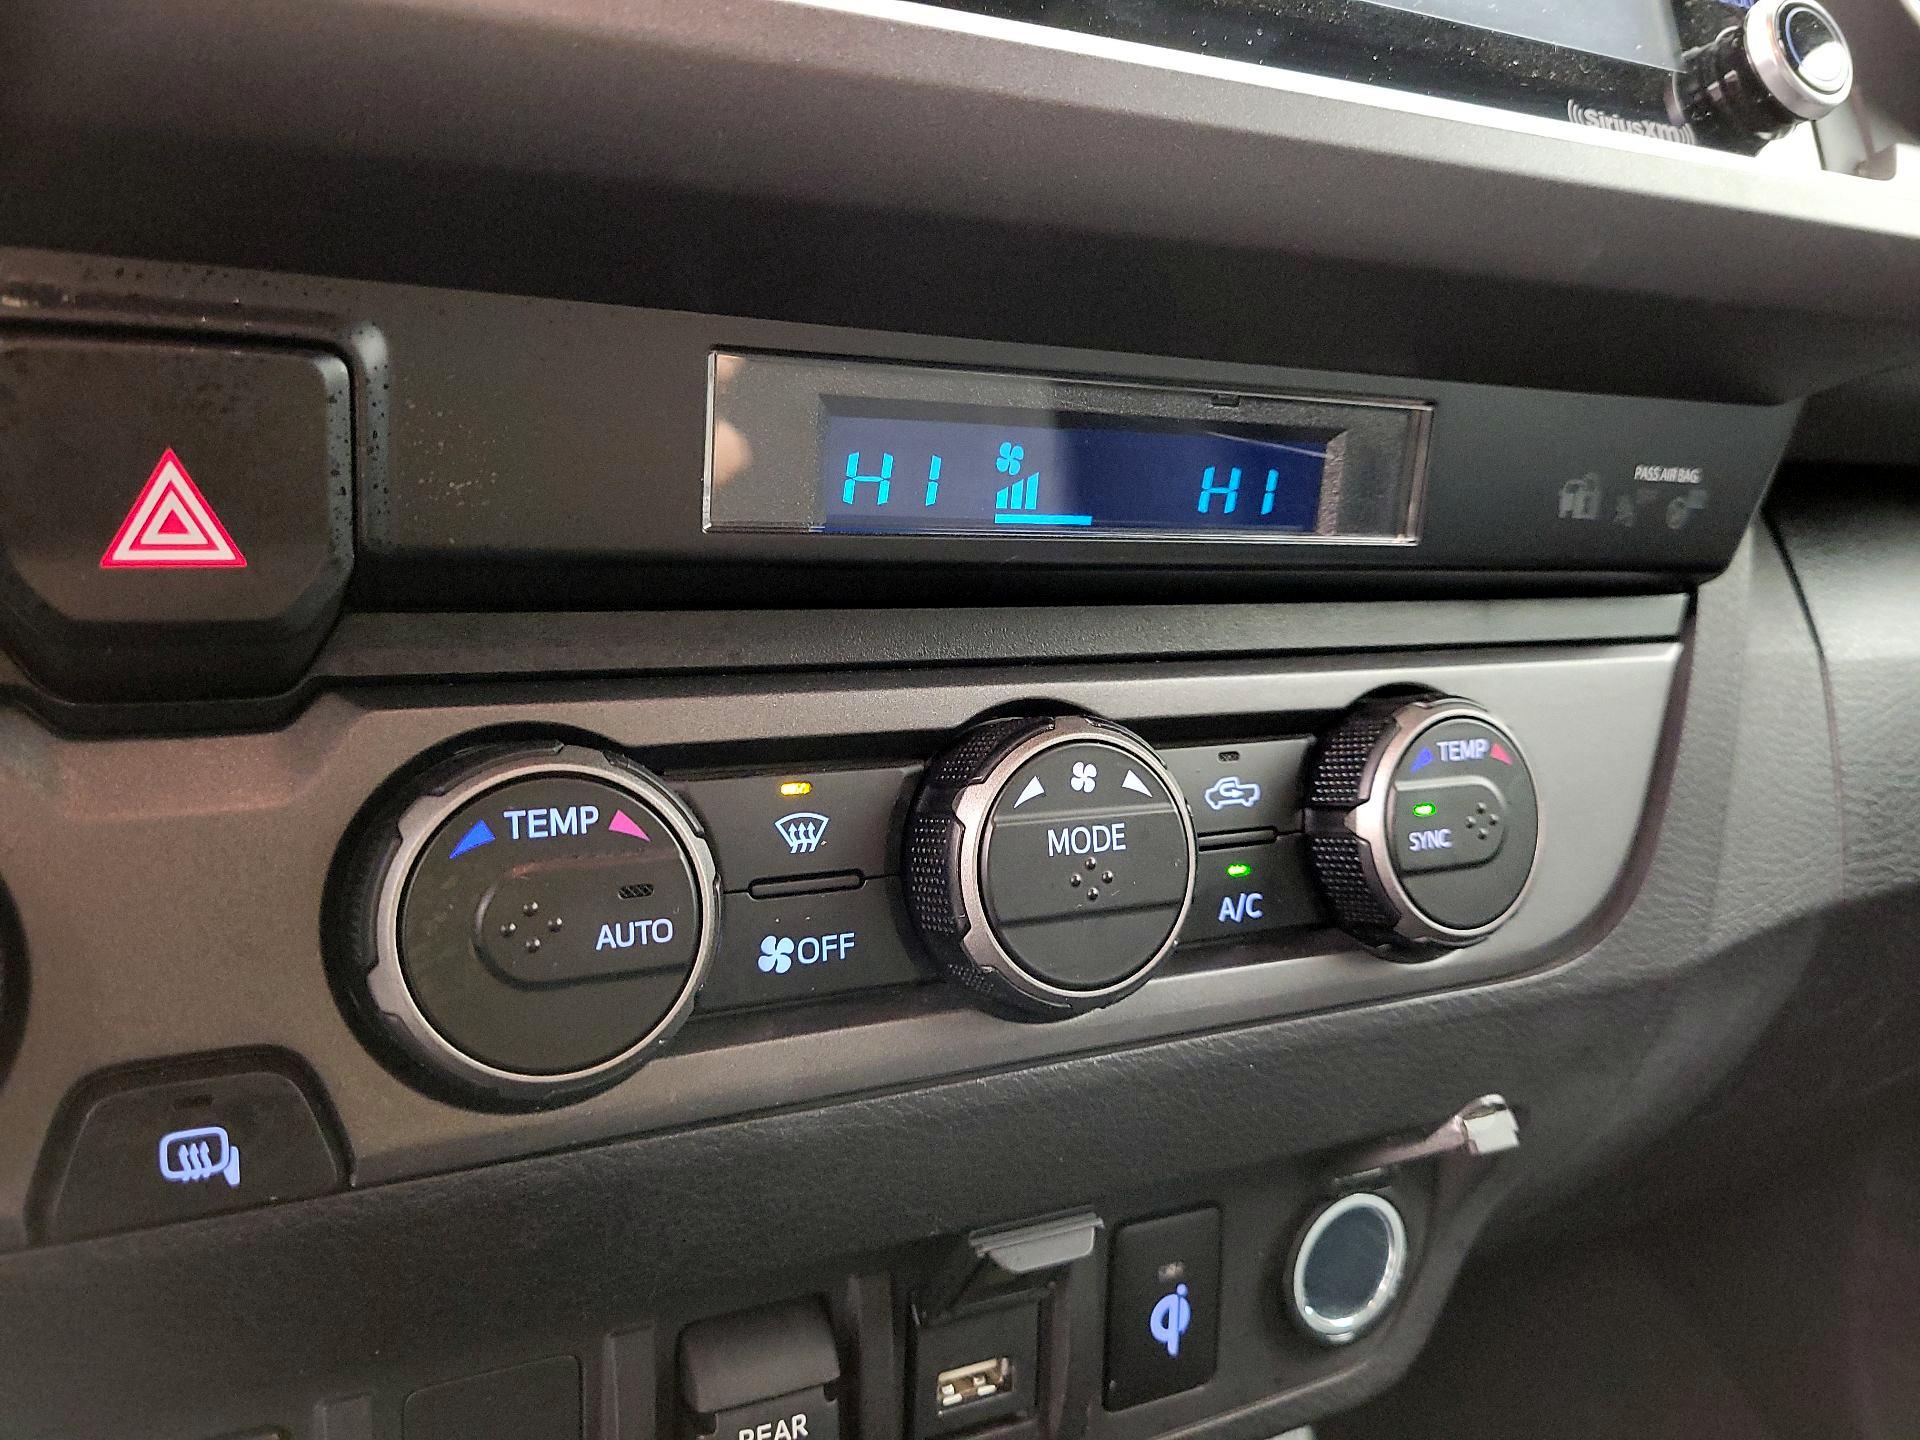 ((SiriusXm))
HI HI
PASS AIR BAG
TEMP
AUTO
OFF
MODE
A/C
TEMP
SYNC
REAR